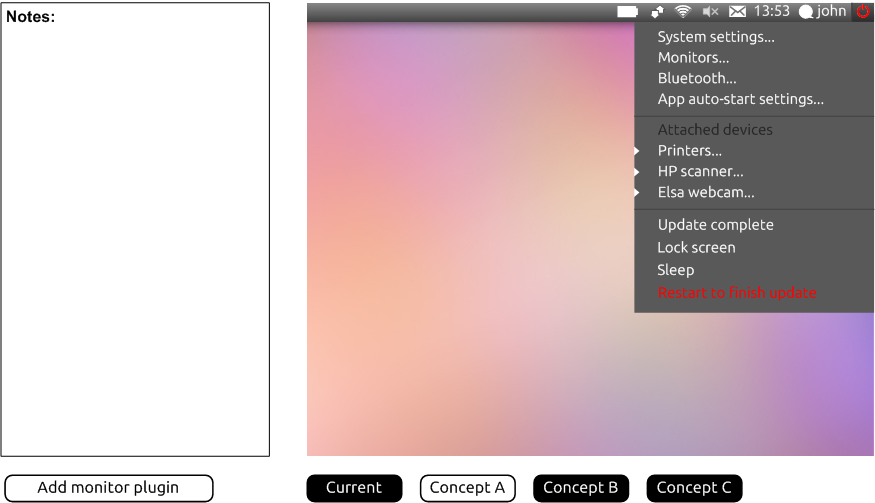 Notes:
13:53 john
System settings...
Monitors...
Bluetooth...
App auto-start settings...
Attached devices
Printers...
HP scanner...
Elsa webcam...
Update complete
Lock screen
Sleep
Restart to finish update
Add monitor plugin
Current
Concept A
Concept B
Concept C